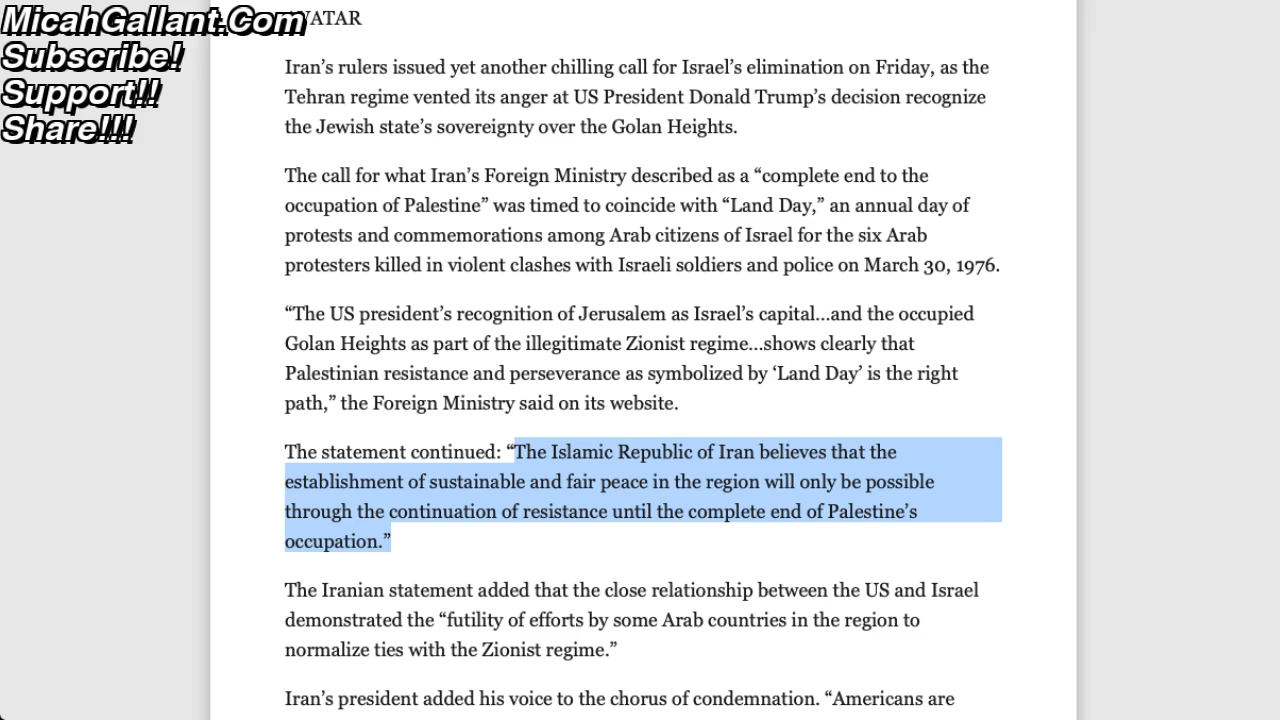 MicahGallant.Com
Subscribe!
Support!!
Share!!!
Iran’s rulers issued yet another chilling call for Israel’s elimination on Friday, as the
Tehran regime vented its anger at US President Donald Trump’s decision recognize
the Jewish state’s sovereignty over the Golan Heights.
The call for what Iran’s Foreign Ministry described as a “complete end to the
occupation of Palestine” was timed to coincide with “Land Day,” an annual day of
protests and commemorations among Arab citizens of Israel for the six Arab
protesters killed in violent clashes with Israeli soldiers and police on March 30, 1976.
“The US president’s recognition of Jerusalem as Israel’s capital…and the occupied
Golan Heights as part of the illegitimate Zionist regime…shows clearly that
Palestinian resistance and perseverance as symbolized by ‘Land Day’ is the right
path,” the Foreign Ministry said on its website.
The statement continued: “The Islamic Republic of Iran believes that the
establishment of sustainable and fair peace in the region will only be possible
through the continuation of resistance until the complete end of Palestine’s
occupation.”
The Iranian statement added that the close relationship between the US and Israel
demonstrated the “futility of efforts by some Arab countries in the region to
normalize ties with the Zionist regime.”
Iran’s president added his voice to the chorus of condemnation. “Americans are